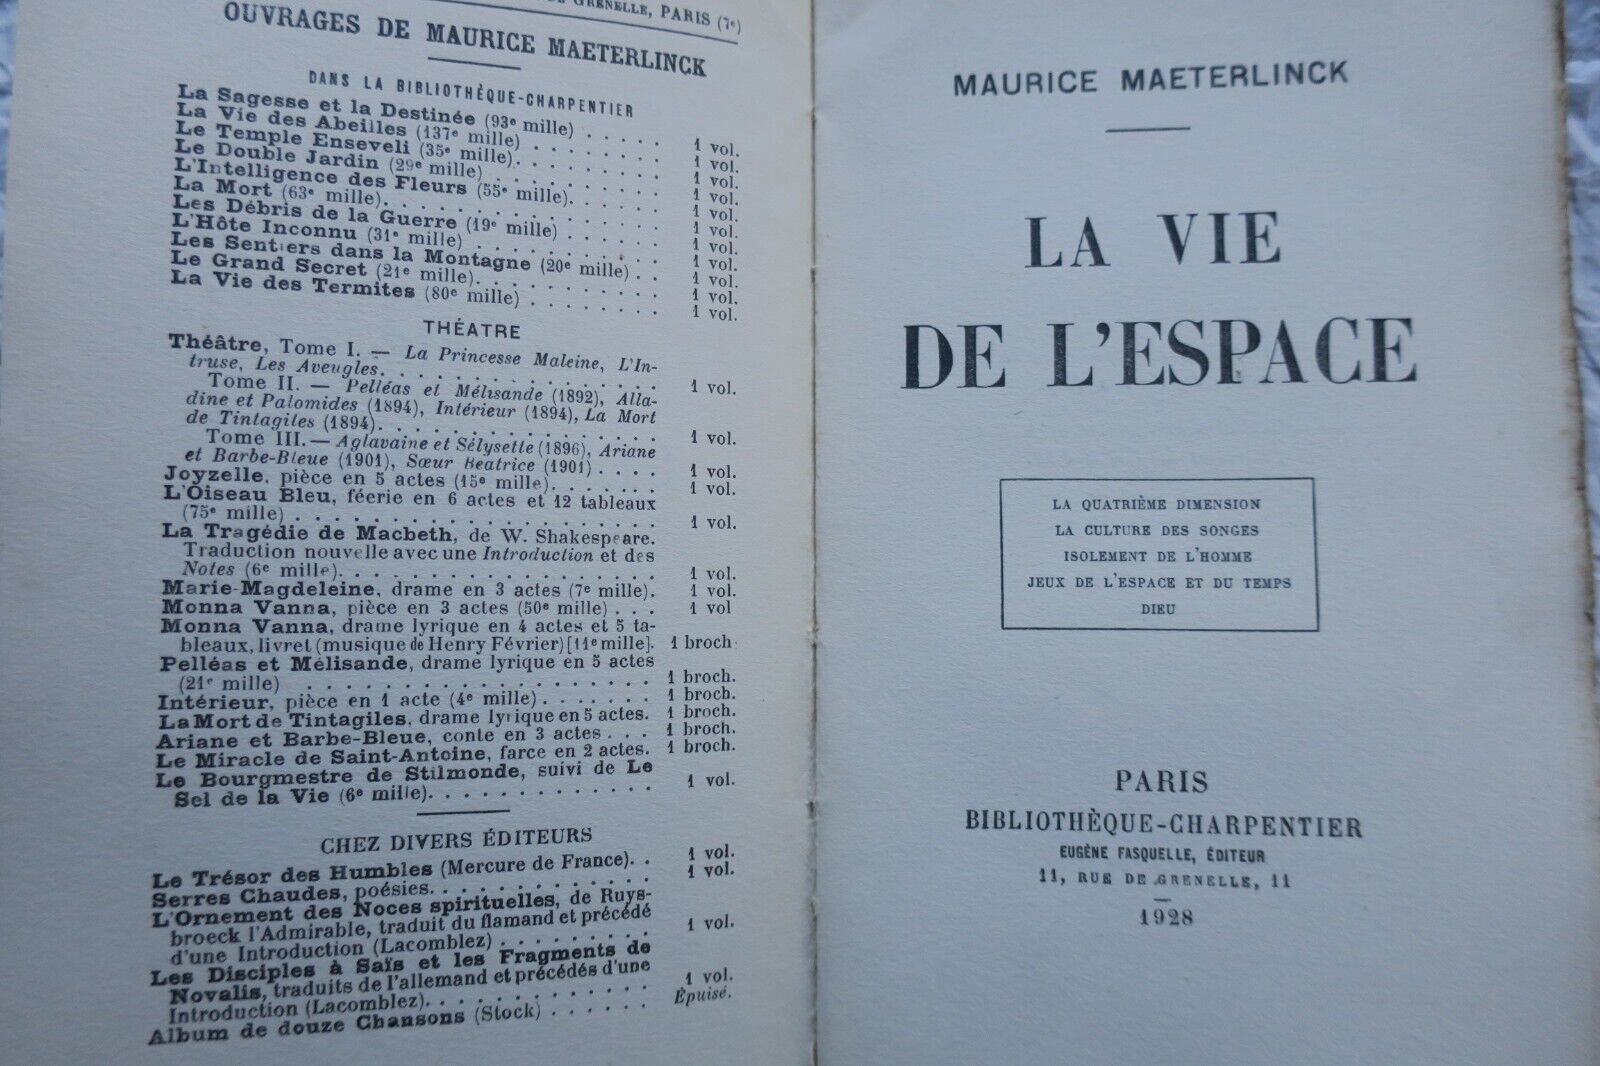 GRENELLE, PARIS (7e)
OUVRAGES DE MAURICE MAETERLINCK
DANS LA BIBLIOTHÈQUE-CHARPENTIER
La Sagesse et la Destinée (93e mille) . . . . . 1 vol.
La Vie des Abeilles (137e mille) . . . . . . . 1 vol.
Le Temple Enseveli (35e mille). . . . . . . . 1 vol.
Le Double Jardin (29e mille) . . . . . . . . . 1 vol.
L'Intelligence des Fleurs (55e mille). . . . . . 1 vol.
La Mort (63e mille). . . . . . . . . . . . . 1 vol.
Les Débris de la Guerre (19e mille) . . . . . . 1 vol.
L'Hôte Inconnu (31e mille) . . . . . . . . . . 1 vol.
Les Sentiers dans la Montagne (20e mille) . . 1 vol.
Le Grand Secret (21e mille). . . . . . . . . . 1 vol.
La Vie des Termites (80e mille) . . . . . . . 1 vol.
THÉATRE
Théâtre, Tome I. — La Princesse Maleine, L'In-
truse, Les Aveugles. . . . . . . . . . . . . . 1 vol.
Tome II. — Pelléas et Mélisande (1892), Alla-
dine et Palomides (1894), Intérieur (1894), La Mort
de Tintagiles (1894). . . . . . . . . . . . . . 1 vol.
Tome III. — Aglavaine et Sélysette (1896), Ariane
et Barbe-Bleue (1901), Sœur Béatrice (1901) . . . . 1 vol.
Joyzelle, pièce en 5 actes (15e mille). . . . . . . 1 vol.
L'Oiseau Bleu, féerie en 6 actes et 12 tableaux
(75e mille) . . . . . . . . . . . . . . . . . . 1 vol.
La Tragédie de Macbeth, de W. Shakespeare.
Traduction nouvelle avec une Introduction et des
Notes (6e mille). . . . . . . . . . . . . . . . 1 vol.
Marie-Magdeleine, drame en 3 actes (7e mille). 1 vol.
Monna Vanna, pièce en 3 actes (50e mille) . . . 1 vol
Monna Vanna, drame lyrique en 4 actes et 5 ta-
bleaux, livret (musique de Henry Février) [11e mille]. 1 broch.
Pelléas et Mélisande, drame lyrique en 5 actes
(21e mille) . . . . . . . . . . . . . . . . . 1 broch.
Intérieur, pièce en 1 acte (4e mille) . . . . . . . 1 broch.
La Mort de Tintagiles, drame lyrique en 5 actes. 1 broch.
Ariane et Barbe-Bleue, conte en 3 actes . . . 1 broch.
Le Miracle de Saint-Antoine, farce en 2 actes. 1 broch.
Le Bourgmestre de Stilmonde, suivi de Le
Sel de la Vie (6e mille). . . . . . . . . . . . . 1 vol.
CHEZ DIVERS ÉDITEURS
Le Trésor des Humbles (Mercure de France). . 1 vol.
Serres Chaudes, poésies. . . . . . . . . . . . 1 vol.
L'Ornement des Noces spirituelles, de Ruys-
broeck l'Admirable, traduit du flamand et précédé
d'une Introduction (Lacomblez) . . . . . . . . . 1 vol.
Les Disciples à Saïs et les Fragments de
Novalis, traduits de l'allemand et précédés d'une
Introduction (Lacomblez). . . . . . . . . . . . 1 vol.
Album de douze Chansons (Stock) . . . . . . Épuisé.
MAURICE MAETERLINCK
LA VIE
DE L'ESPACE
LA QUATRIÈME DIMENSION
LA CULTURE DES SONGES
ISOLEMENT DE L'HOMME
JEUX DE L'ESPACE ET DU TEMPS
DIEU
PARIS
BIBLIOTHÈQUE-CHARPENTIER
EUGÈNE FASQUELLE, ÉDITEUR
11, RUE DE GRENELLE, 11
1928